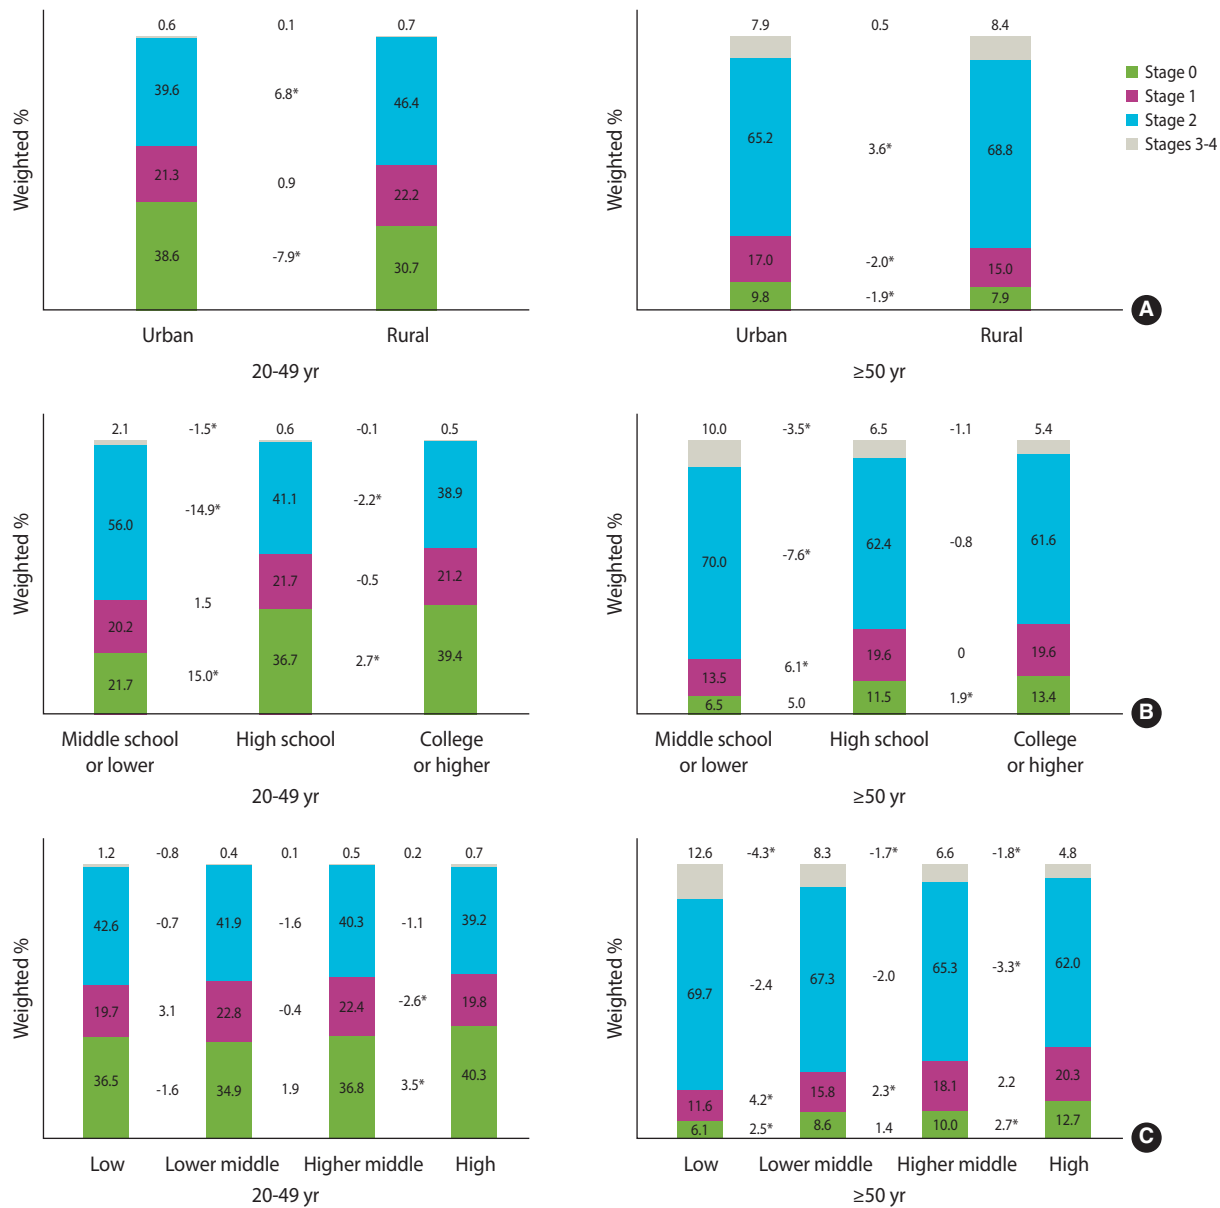 0.6 0.1 0.7
39.6 6.8* 46.4
21.3 0.9 22.2
38.6 -7.9* 30.7
Weighted %
Urban Rural
20-49 yr
7.9 0.5 8.4
65.2 3.6* 68.8
17.0 -2.0* 15.0
9.8 -1.9* 7.9
Weighted %
Urban Rural
≥50 yr
Stage 0
Stage 1
Stage 2
Stages 3-4
A
2.1 -1.5* 0.6 -0.1 0.5
56.0 -14.9* 41.1 -2.2* 38.9
20.2 1.5 21.7 -0.5 21.2
21.7 15.0* 36.7 2.7* 39.4
Weighted %
Middle school High school College
or lower or higher
20-49 yr
10.0 -3.5* 6.5 -1.1 5.4
70.0 -7.6* 62.4 -0.8 61.6
13.5 6.1* 19.6 0 19.6
6.5 5.0 11.5 1.9* 13.4
Weighted %
Middle school High school College
or lower or higher
≥50 yr
B
1.2 -0.8 0.4 0.1 0.5 0.2 0.7
42.6 -0.7 41.9 -1.6 40.3 -1.1 39.2
19.7 3.1 22.8 -0.4 22.4 -2.6* 19.8
36.5 -1.6 34.9 1.9 36.8 3.5* 40.3
Weighted %
Low Lower middle Higher middle High
20-49 yr
12.6 -4.3* 8.3 -1.7* 6.6 -1.8* 4.8
69.7 -2.4 67.3 -2.0 65.3 -3.3* 62.0
11.6 4.2* 15.8 2.3* 18.1 2.2 20.3
6.1 2.5* 8.6 1.4 10.0 2.7* 12.7
Weighted %
Low Lower middle Higher middle High
≥50 yr
C